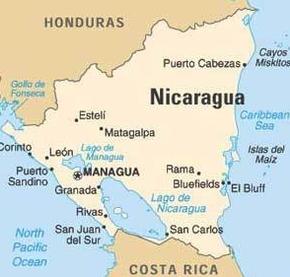 HONDURAS
Golfo de
Fonseca
Puerto Cabezas
Cayos
Miskitos
Nicaragua
Estelí
Matagalpa
Caribbean
Sea
Corinto
León
Lago de
Managua
Islas del
Maíz
Puerto
Sandino
MANAGUA
Rama
Granada
Bluefields
El Bluff
Lago de
Nicaragua
Rivas
North
Pacific
Ocean
San Juan
del Sur
San Carlos
COSTA RICA